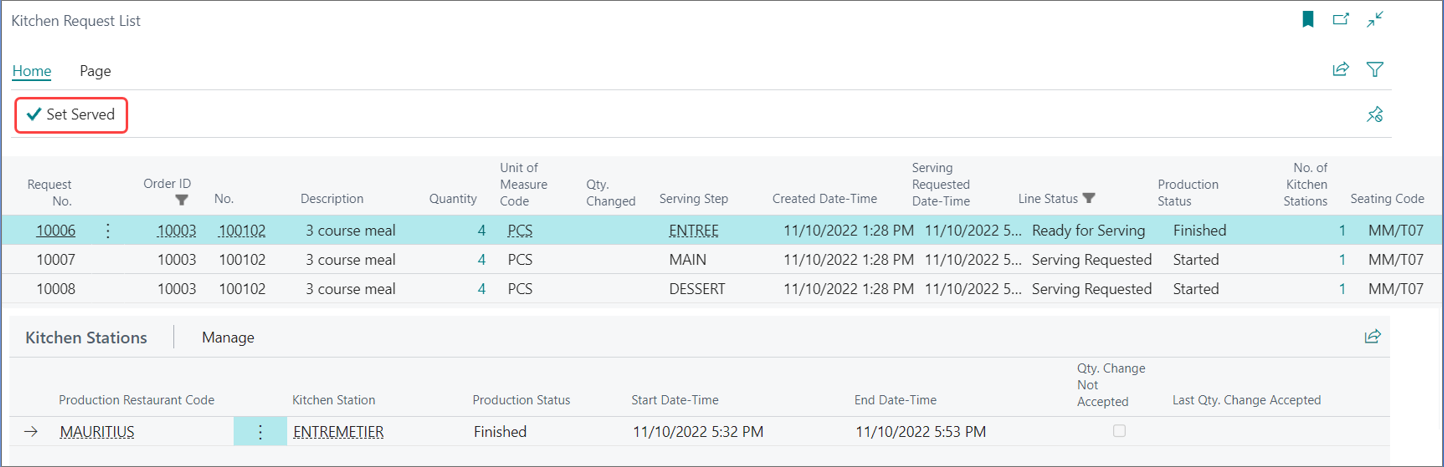 Kitchen Request List
Home Page
Set Served
Request No. Order ID No. Description Quantity Unit of Measure Code Qty. Changed Serving Step Created Date-Time Serving Requested Date-Time Line Status Production Status No. of Kitchen Stations Seating Code
10006 10003 100102 3 course meal 4 PCS ENTREE 11/10/2022 1:28 PM 11/10/2022 5... Ready for Serving Finished 1 MM/T07
10007 10003 100102 3 course meal 4 PCS MAIN 11/10/2022 1:28 PM 11/10/2022 5... Serving Requested Started 1 MM/T07
10008 10003 100102 3 course meal 4 PCS DESSERT 11/10/2022 1:28 PM 11/10/2022 5... Serving Requested Started 1 MM/T07
Kitchen Stations Manage
Production Restaurant Code Kitchen Station Production Status Start Date-Time End Date-Time Qty. Change Not Accepted Last Qty. Change Accepted
MAURITIUS ENTREMETIER Finished 11/10/2022 5:32 PM 11/10/2022 5:53 PM